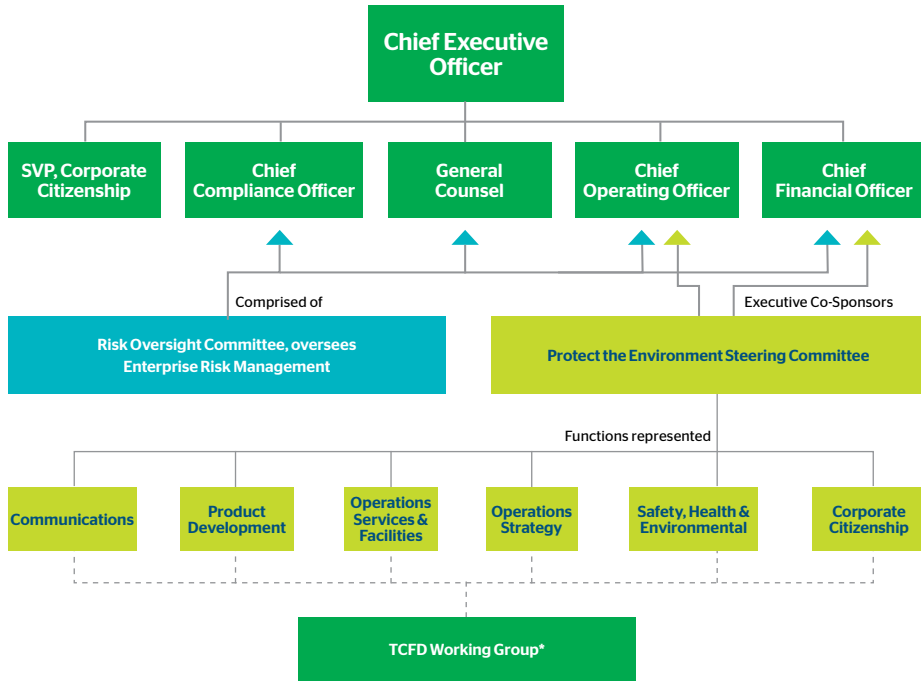 Chief Executive
Officer
SVP, Corporate
Citizenship
Chief
Compliance Officer
General
Counsel
Chief
Operating Officer
Chief
Financial Officer
Comprised of
Executive Co-Sponsors
Risk Oversight Committee, oversees
Enterprise Risk Management
Protect the Environment Steering Committee
Functions represented
Communications
Product
Development
Operations
Services &
Facilities
Operations
Strategy
Safety, Health &
Environmental
Corporate
Citizenship
TCFD Working Group*